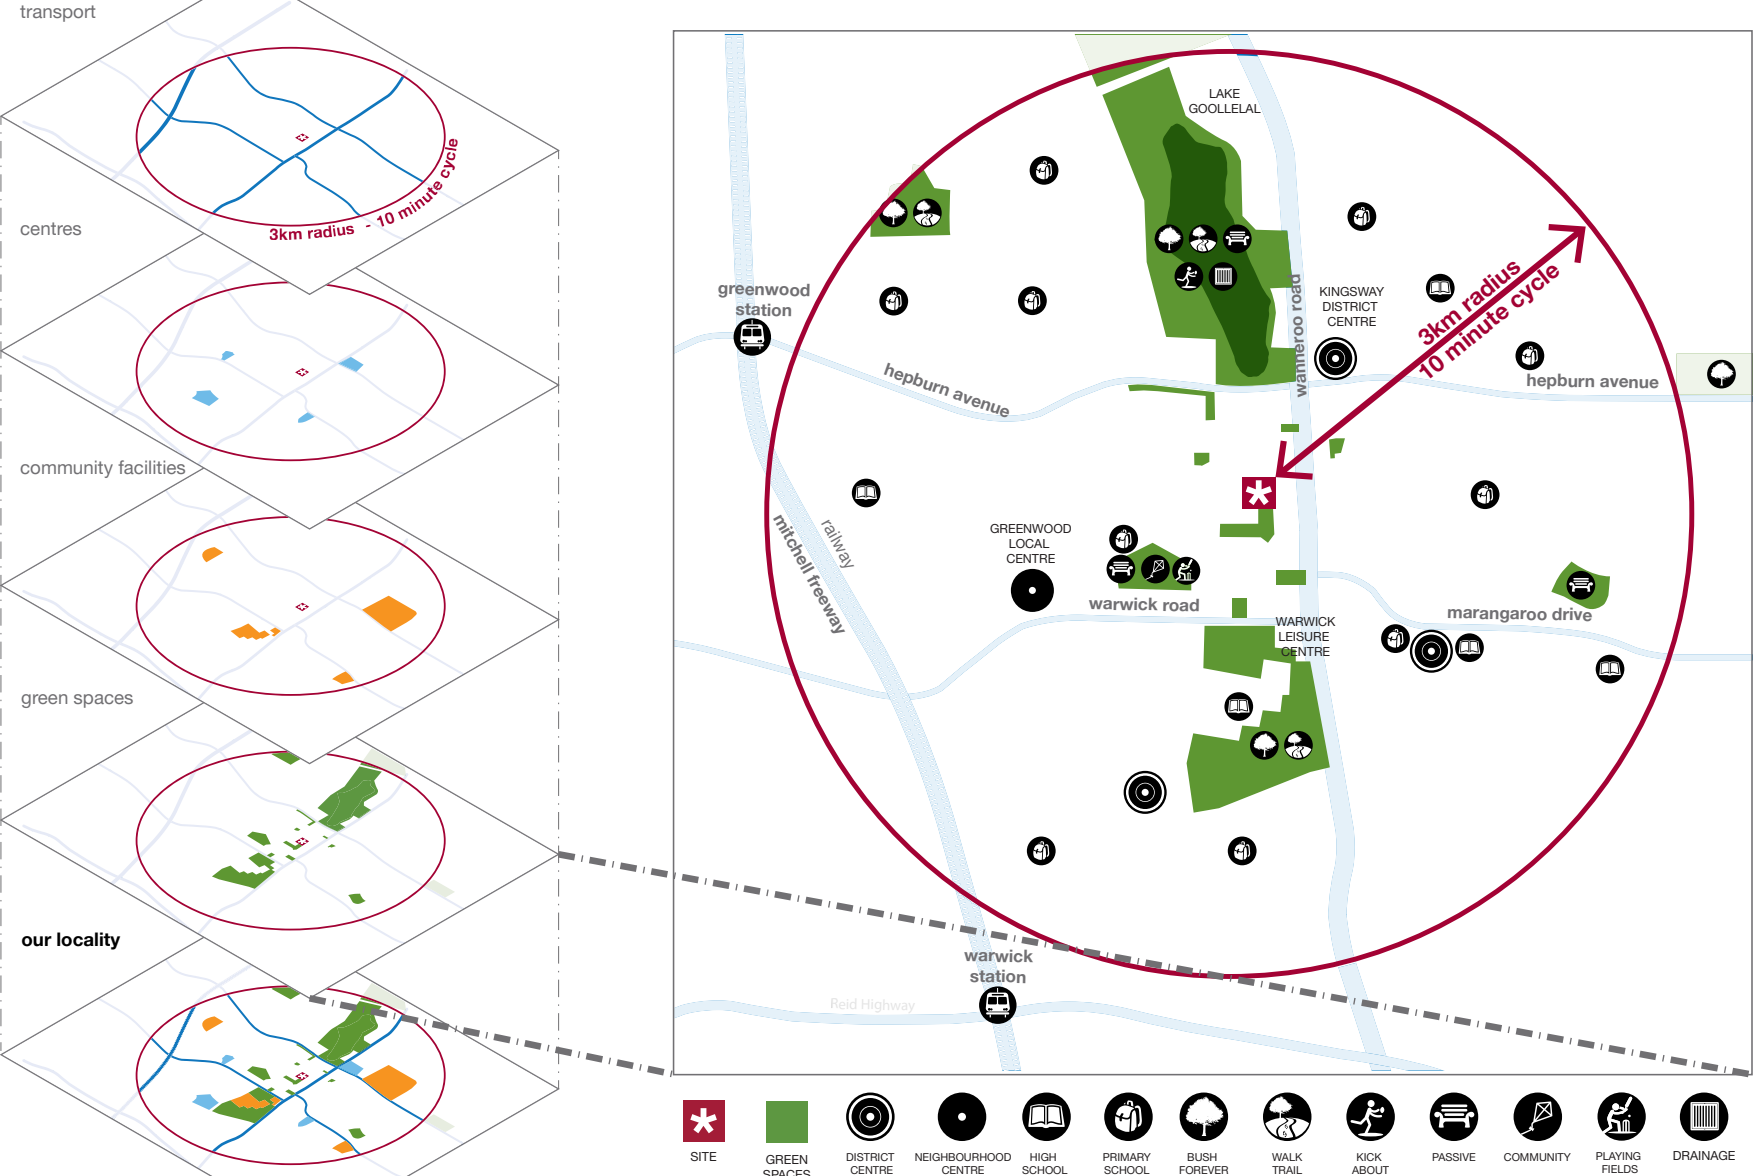 transport
3km radius - 10 minute cycle
centres
community facilities
green spaces
our locality
LAKE
GOOLLELAL
greenwood
station
wanneroo road
KINGSWAY
DISTRICT
CENTRE
3km radius
10 minute cycle
hepburn avenue
hepburn avenue
railway
mitchell freeway
GREENWOOD
LOCAL
CENTRE
warwick road
marangaroo drive
WARWICK
LEISURE
CENTRE
warwick
station
Reid Highway
SITE
GREEN
SPACES
DISTRICT
CENTRE
NEIGHBOURHOOD
CENTRE
HIGH
SCHOOL
PRIMARY
SCHOOL
BUSH
FOREVER
WALK
TRAIL
KICK
ABOUT
PASSIVE
COMMUNITY
PLAYING
FIELDS
DRAINAGE